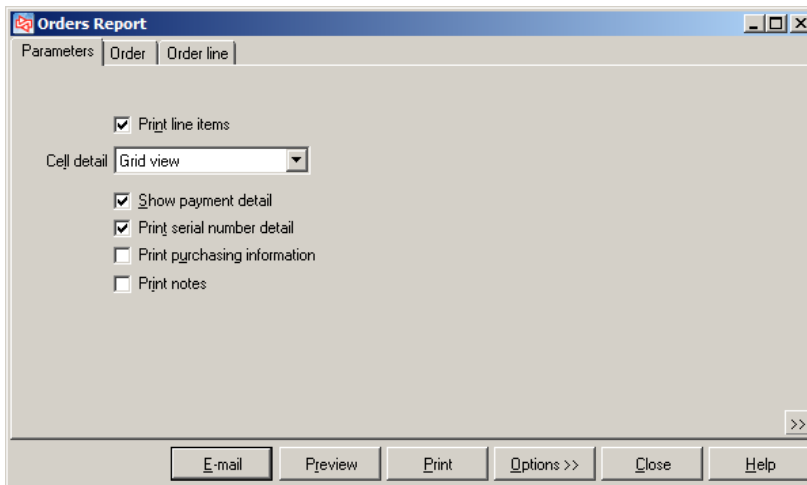 Orders Report
Parameters Order Order line
Print line items
Cell detail Grid view
Show payment detail
Print serial number detail
Print purchasing information
Print notes
>>
E-mail Preview Print Options >> Close Help